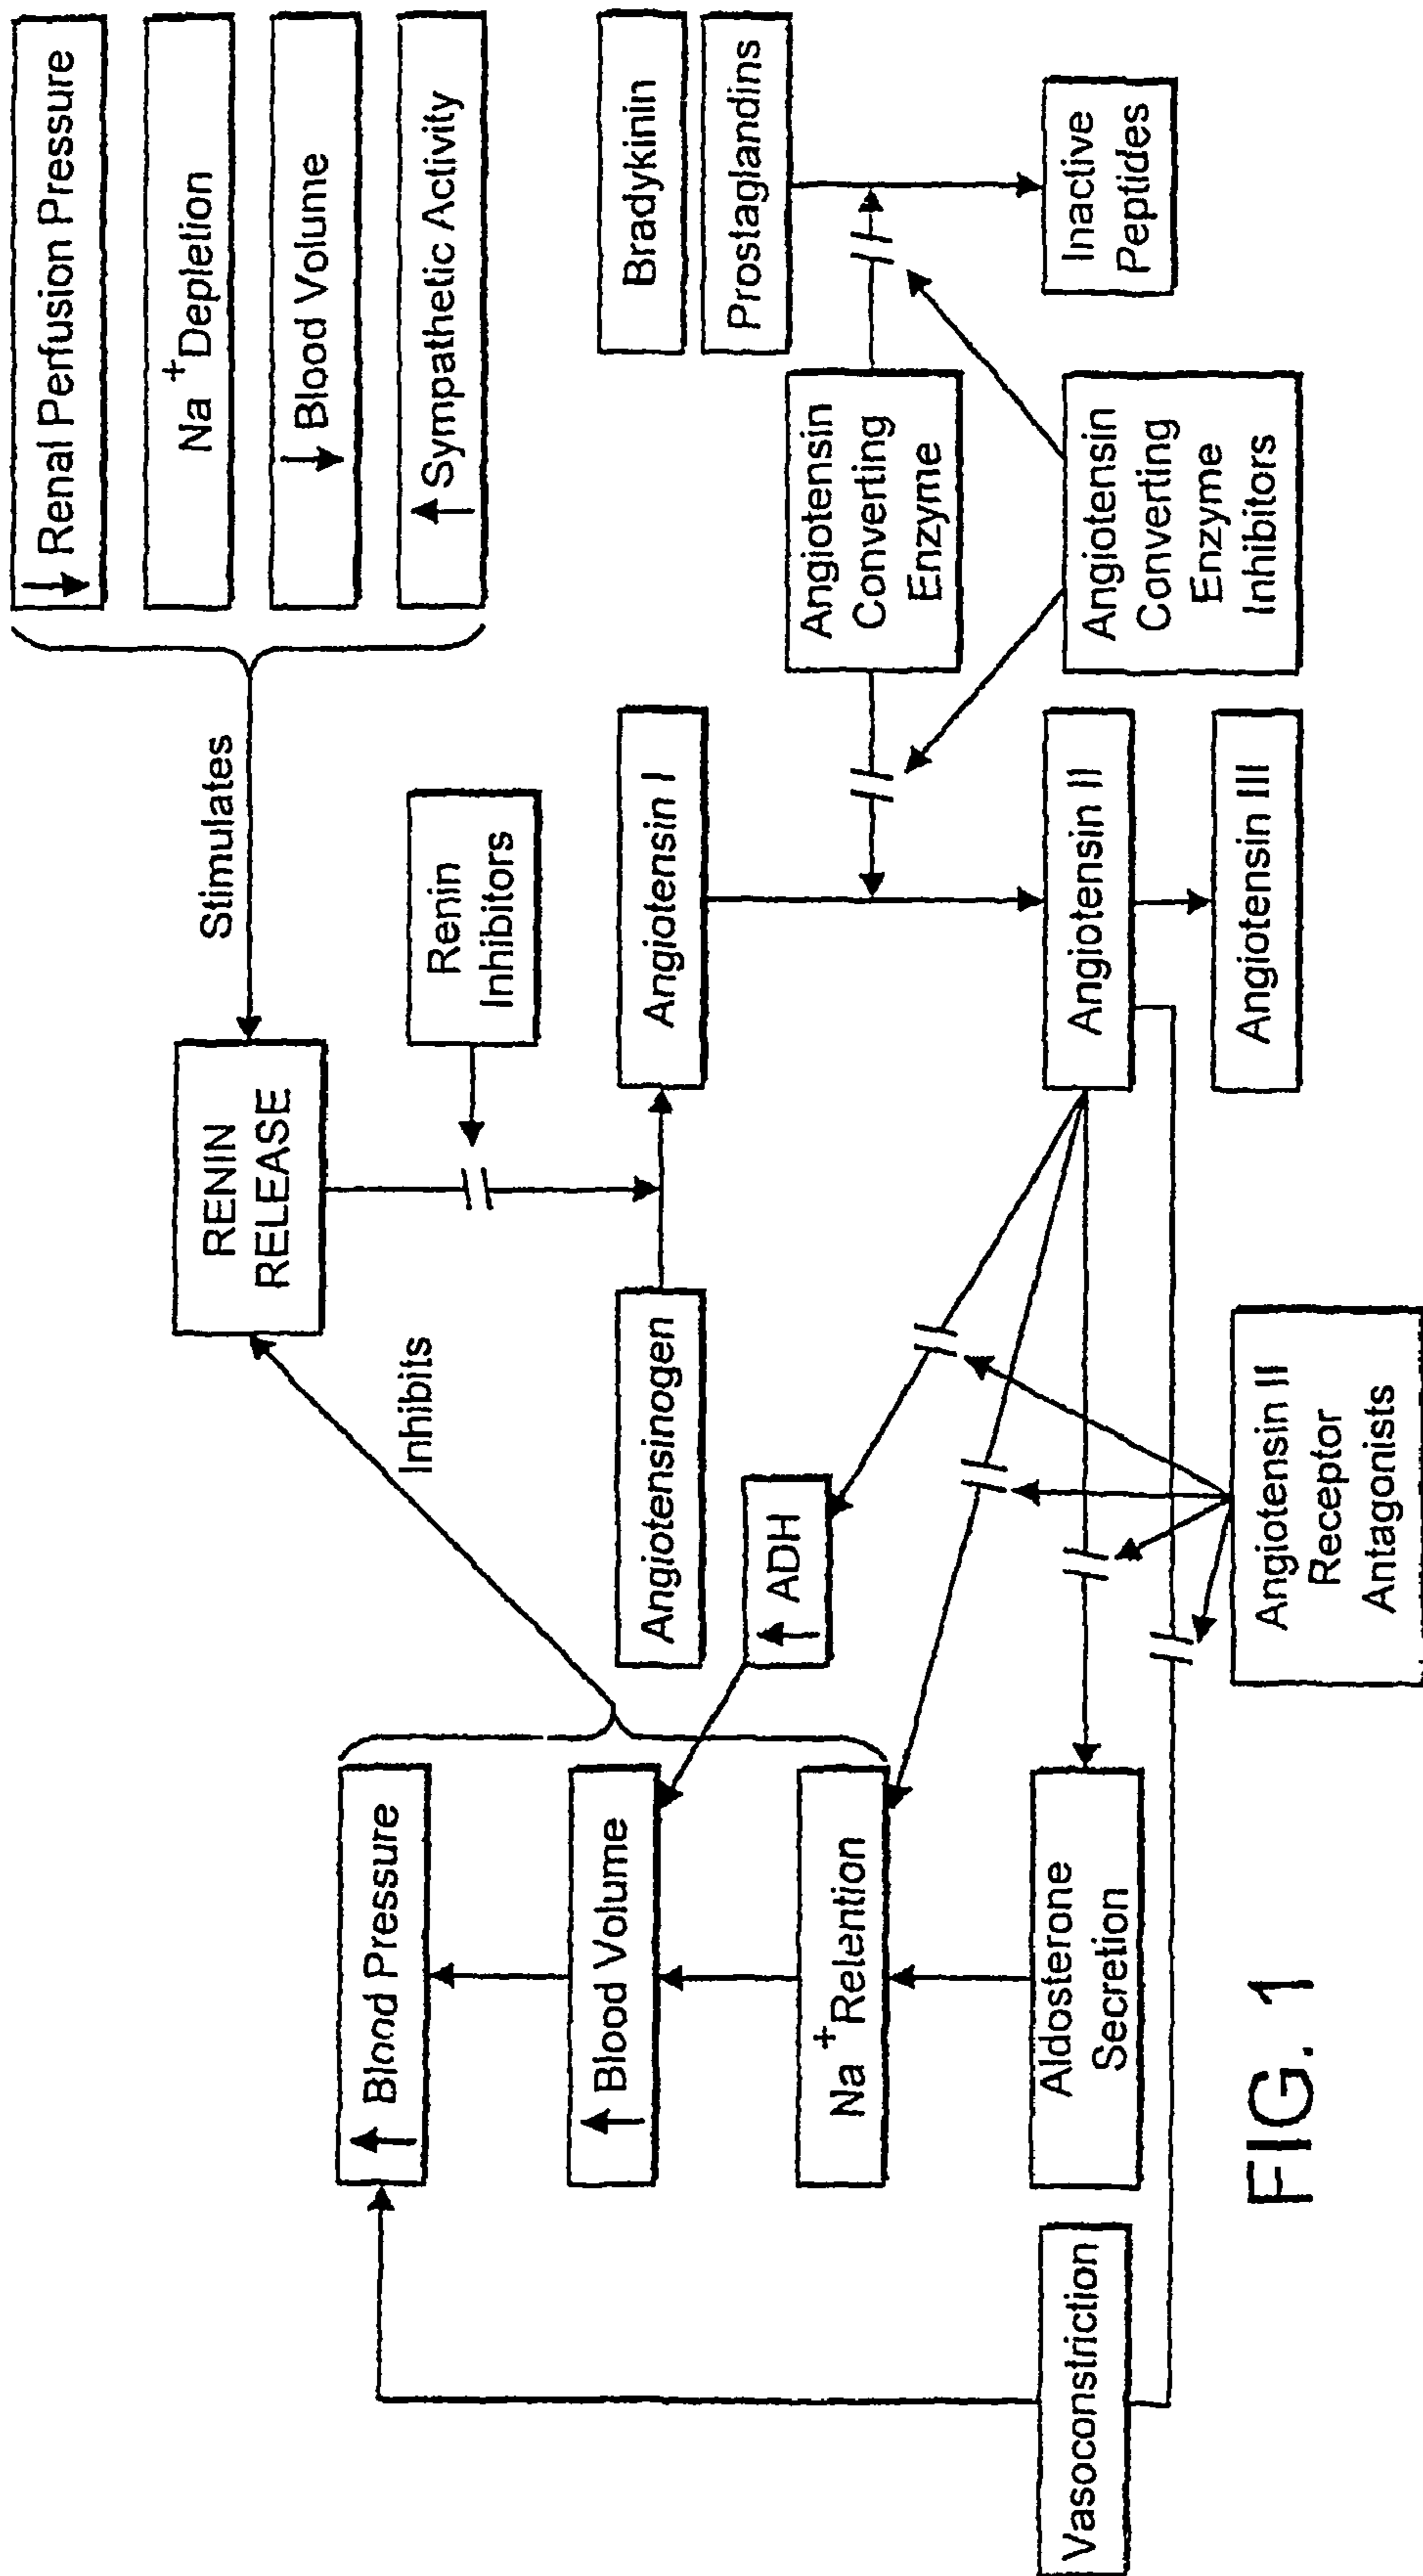 ↓ Renal Perfusion Pressure
Na⁺ Depletion
↓ Blood Volume
↑ Sympathetic Activity
Stimulates
RENIN
RELEASE
Inhibits
Renin
Inhibitors
↑ Blood Pressure
↑ Blood Volume
Na⁺ Relention
Aldosterone
Secretion
Vasoconstriction
↑ ADH
Angiotensinogen
Angiotensin I
Bradykinin
Prostaglandins
Angiotensin
Converting
Enzyme
Inactive
Peptides
Angiotensin II
Angiotensin
Converting
Enzyme
Inhibitors
Angiotensin III
Angiotensin II
Receptor
Antagonists
FIG. 1